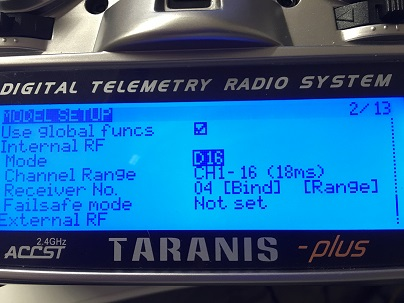 DIGITAL TELEMETRY RADIO SYSTEM
MODEL SETUP 2/13
Use global funcs
Internal RF
Mode D16
Channel Range CH1-16 (18ms)
Receiver No. 04 [Bind] [Range]
Failsafe mode Not set
External RF
2.4GHz
ACCST TARANIS -plus